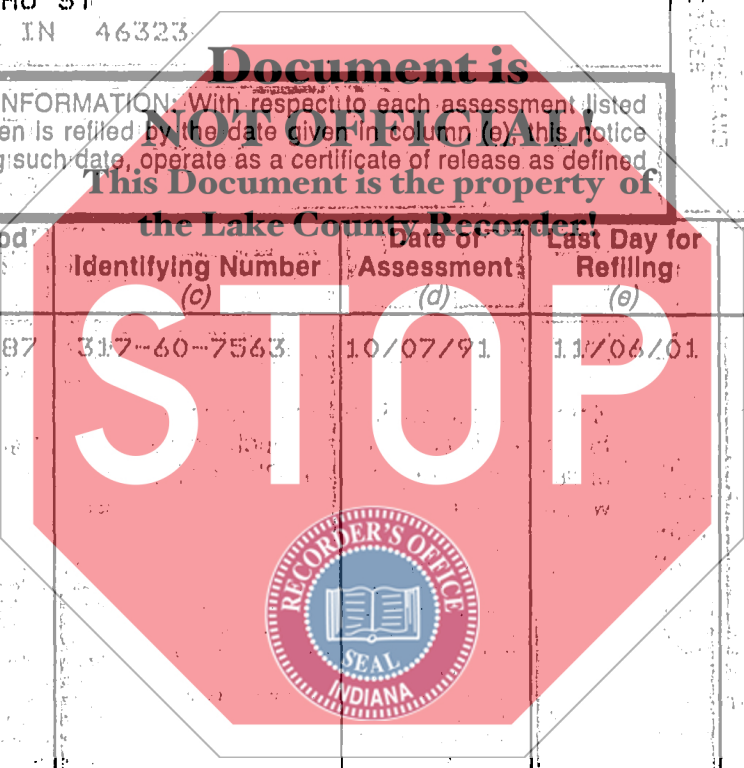 IN 46323
Document is
NFORMATION: With respect to each assessment listed
NOT OFFICIAL!
en is refiled by the date given in column (e), this notice
g such date, operate as a certificate of release as defined
This Document is the property of
the Lake County Recorder!
od
Identifying Number
(c)
Date of
Assessment
(d)
Last Day for
Refiling
(e)
87 317-60-7563 10/07/91 11/06/01
STOP
RECORDER'S OFFICE
SEAL
INDIANA